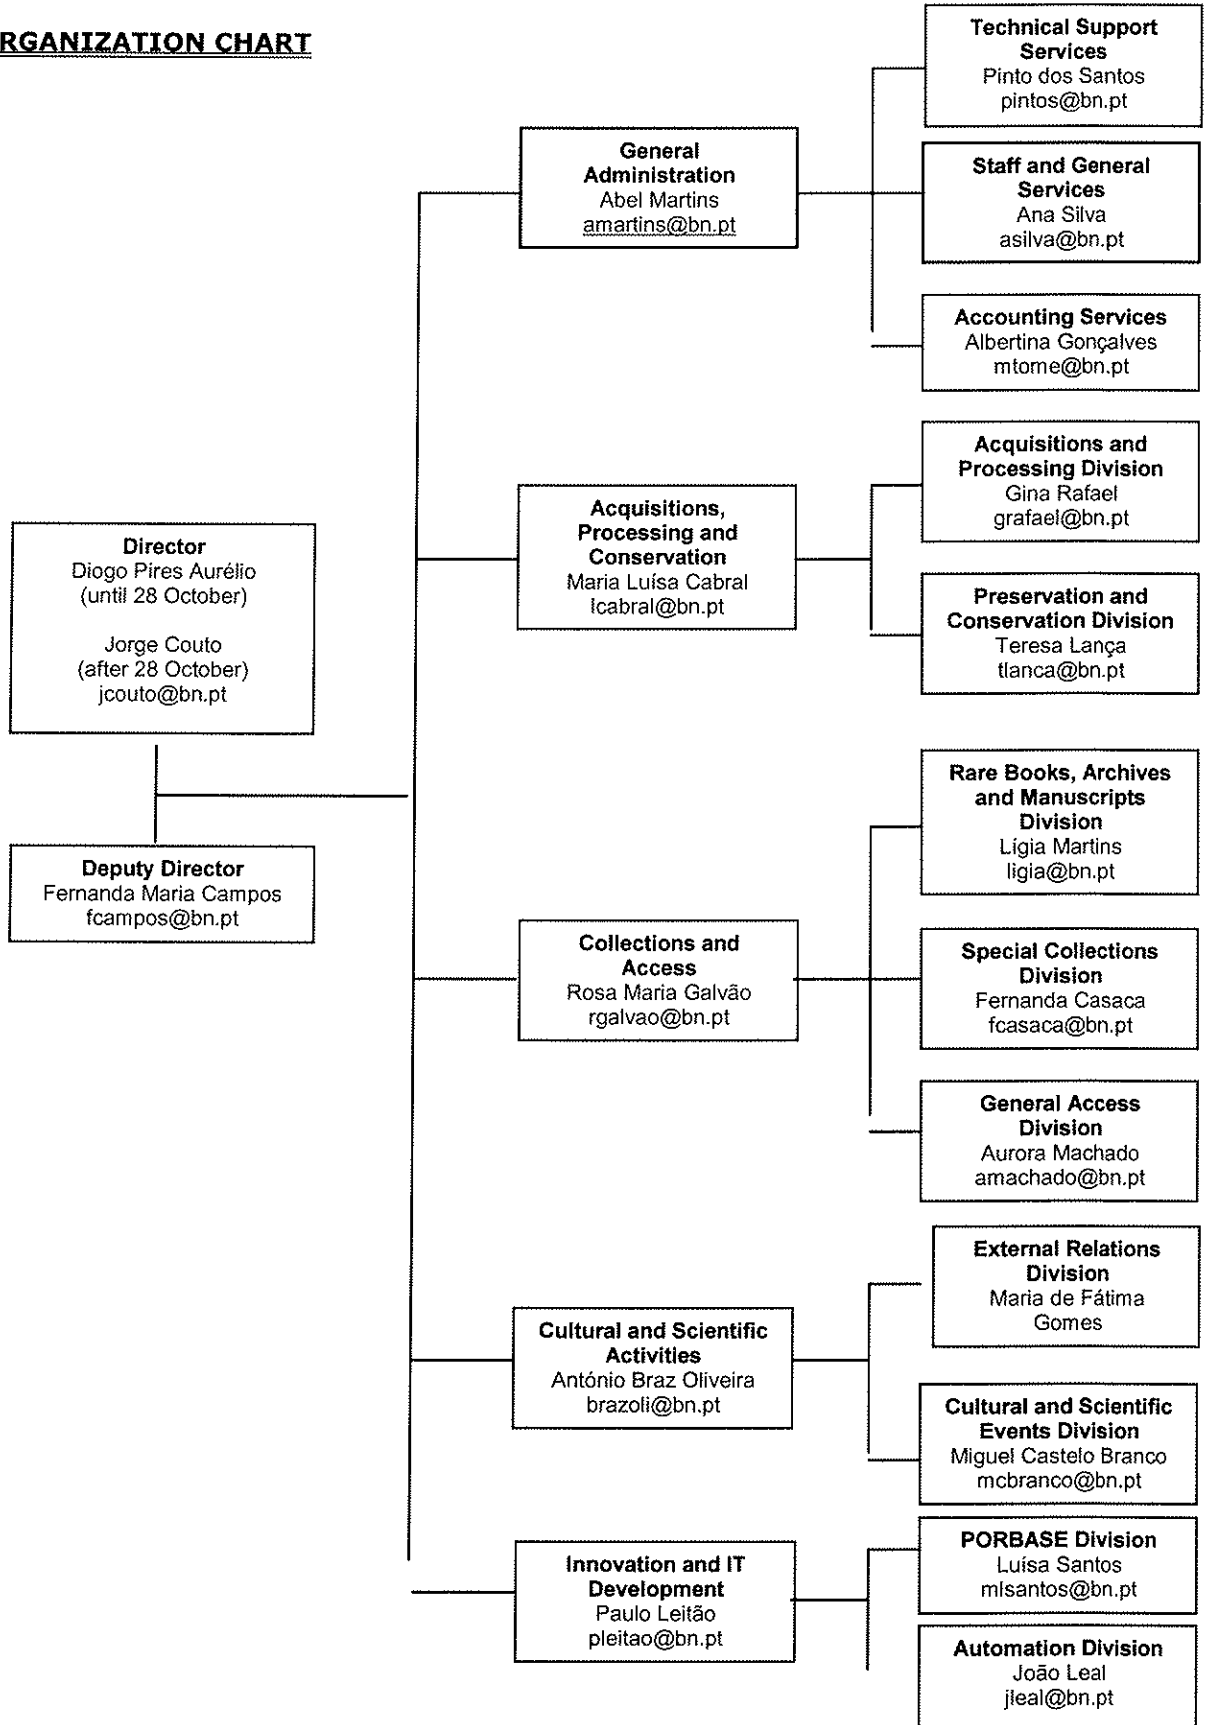 RGANIZATION CHART
Technical Support
Services
Pinto dos Santos
pintos@bn.pt
General
Administration
Abel Martins
amartins@bn.pt
Staff and General
Services
Ana Silva
asilva@bn.pt
Accounting Services
Albertina Gonçalves
mtome@bn.pt
Acquisitions,
Processing and
Conservation
Maria Luísa Cabral
lcabral@bn.pt
Acquisitions and
Processing Division
Gina Rafael
grafael@bn.pt
Preservation and
Conservation Division
Teresa Lança
tlanca@bn.pt
Director
Diogo Pires Aurélio
(until 28 October)
Jorge Couto
(after 28 October)
jcouto@bn.pt
Deputy Director
Fernanda Maria Campos
fcampos@bn.pt
Collections and
Access
Rosa Maria Galvão
rgalvao@bn.pt
Rare Books, Archives
and Manuscripts
Division
Lígia Martins
ligia@bn.pt
Special Collections
Division
Fernanda Casaca
fcasaca@bn.pt
General Access
Division
Aurora Machado
amachado@bn.pt
Cultural and Scientific
Activities
António Braz Oliveira
brazoli@bn.pt
External Relations
Division
Maria de Fátima
Gomes
Cultural and Scientific
Events Division
Miguel Castelo Branco
mcbranco@bn.pt
Innovation and IT
Development
Paulo Leitão
pleitao@bn.pt
PORBASE Division
Luísa Santos
mlsantos@bn.pt
Automation Division
João Leal
jleal@bn.pt